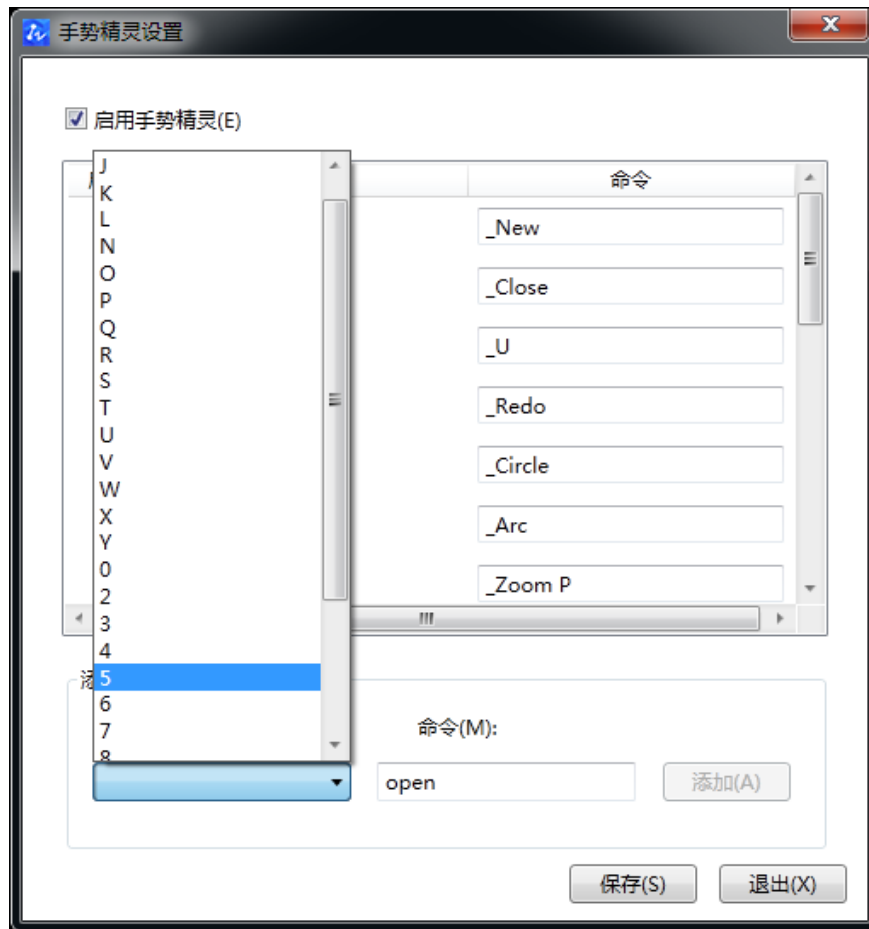 手势精灵设置
启用手势精灵(E)
命令
J
K
L
N
O
P
Q
R
S
T
U
V
W
X
Y
0
2
3
4
5
6
7
8
_New
_Close
_U
_Redo
_Circle
_Arc
_Zoom P
命令(M):
open
添加(A)
保存(S)
退出(X)